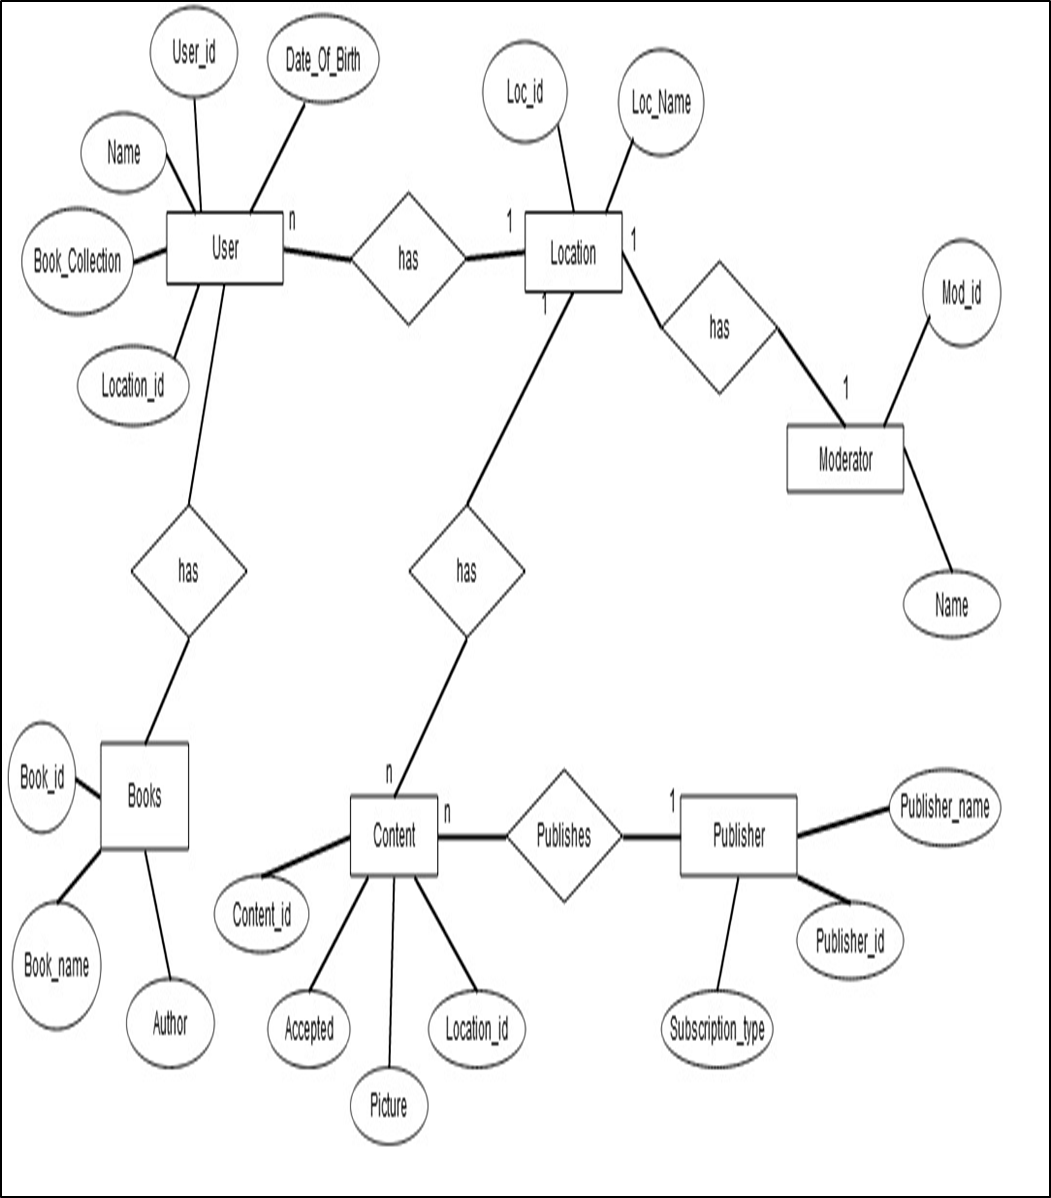 User_id
Date_Of_Birth
Loc_id
Loc_Name
Name
Book_Collection
User
n
has
1
Location
1
1
Mod_id
has
Location_id
1
Moderator
has
has
Name
Book_id
Books
n
Content
n
Publishes
1
Publisher
Publisher_name
Content_id
Publisher_id
Book_name
Author
Accepted
Location_id
Subscription_type
Picture